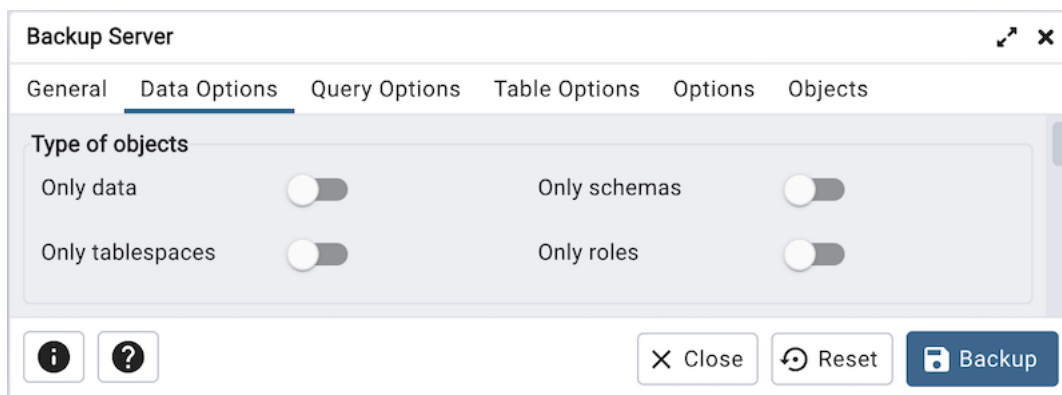 Backup Server
General Data Options Query Options Table Options Options Objects
Type of objects
Only data Only schemas
Only tablespaces Only roles
Close Reset Backup